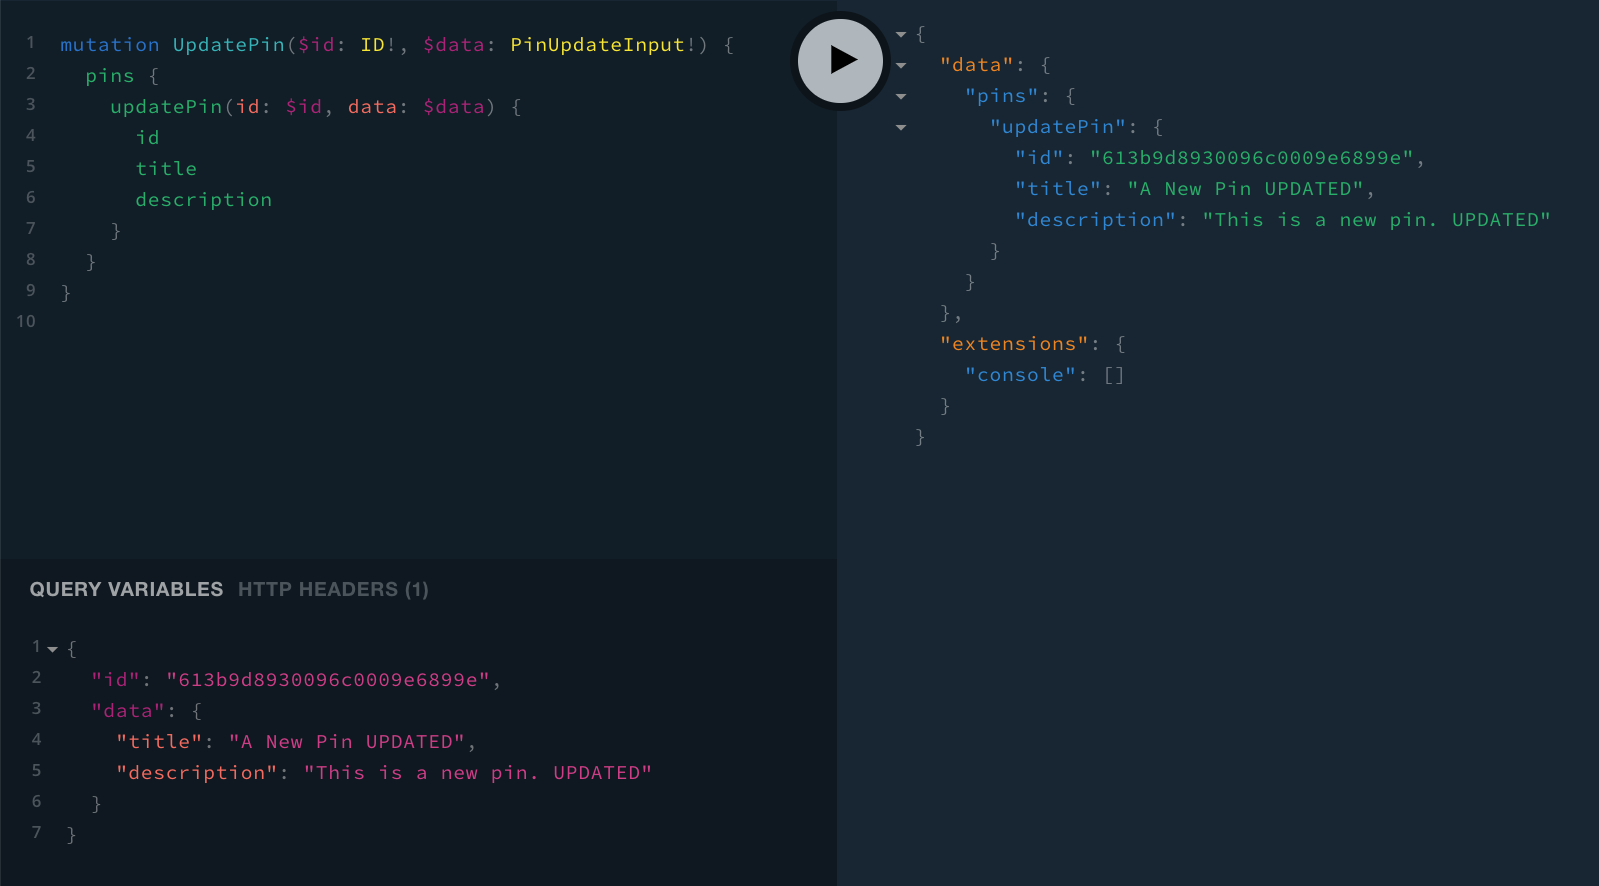 1 mutation UpdatePin($id: ID!, $data: PinUpdateInput!) {
2 pins {
3 updatePin(id: $id, data: $data) {
4 id
5 title
6 description
7 }
8 }
9 }
10
QUERY VARIABLES HTTP HEADERS (1)
1 {
2 "id": "613b9d8930096c0009e6899e",
3 "data": {
4 "title": "A New Pin UPDATED",
5 "description": "This is a new pin. UPDATED"
6 }
7 }
{
"data": {
"pins": {
"updatePin": {
"id": "613b9d8930096c0009e6899e",
"title": "A New Pin UPDATED",
"description": "This is a new pin. UPDATED"
}
}
},
"extensions": {
"console": []
}
}